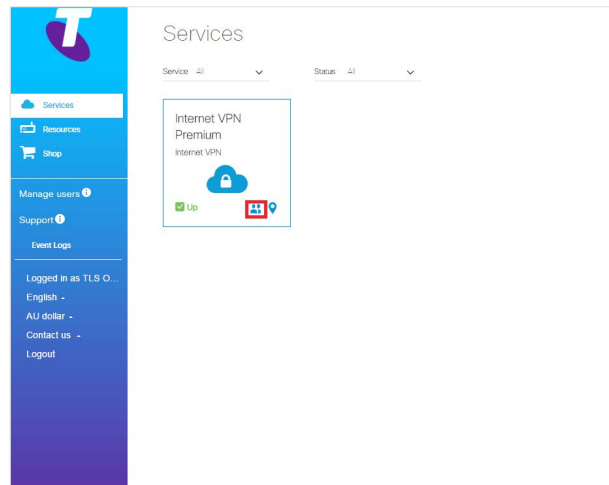 Services
Service All
Status All
Services
Resources
Shop
Internet VPN
Premium
Internet VPN
Up
Manage users
Support
Event Logs
Logged in as TLS O...
English
AU dollar
Contact us
Logout